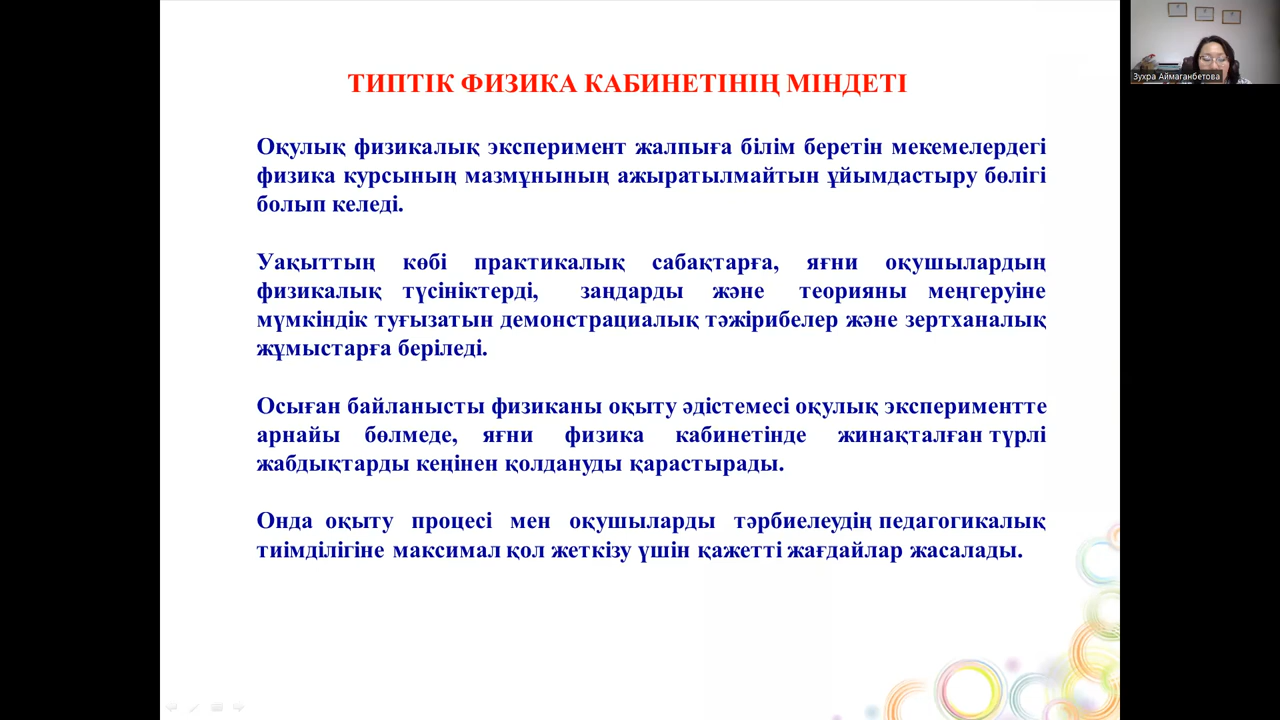 ТИПТІК ФИЗИКА КАБИНЕТІНІҢ МІНДЕТІ
Оқулық физикалық эксперимент жалпыға білім беретін мекемелердегі
физика курсының мазмұнының ажыратылмайтын ұйымдастыру бөлігі
болып келеді.
Уақыттың көбі практикалық сабақтарға, яғни оқушылардың
физикалық түсініктерді, заңдарды және теорияны меңгеруіне
мүмкіндік туғызатын демонстрациалық тәжірибелер және зертханалық
жұмыстарға беріледі.
Осыған байланысты физиканы оқыту әдістемесі оқулық экспериментте
арнайы бөлмеде, яғни физика кабинетінде жинақталған түрлі
жабдықтарды кеңінен қолдануды қарастырады.
Онда оқыту процесі мен оқушыларды тәрбиелеудің педагогикалық
тиімділігіне максимал қол жеткізу үшін қажетті жағдайлар жасалады.
Зухра Аймаганбетова